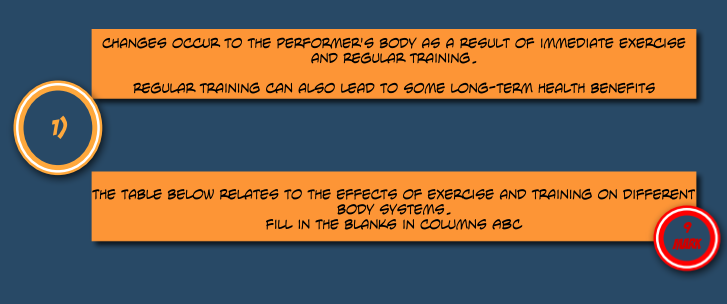 CHANGES OCCUR TO THE PERFORMER'S BODY AS A RESULT OF IMMEDIATE EXERCISE
AND REGULAR TRAINING.
REGULAR TRAINING CAN ALSO LEAD TO SOME LONG-TERM HEALTH BENEFITS
1)
THE TABLE BELOW RELATES TO THE EFFECTS OF EXERCISE AND TRAINING ON DIFFERENT
BODY SYSTEMS.
FILL IN THE BLANKS IN COLUMNS ABC